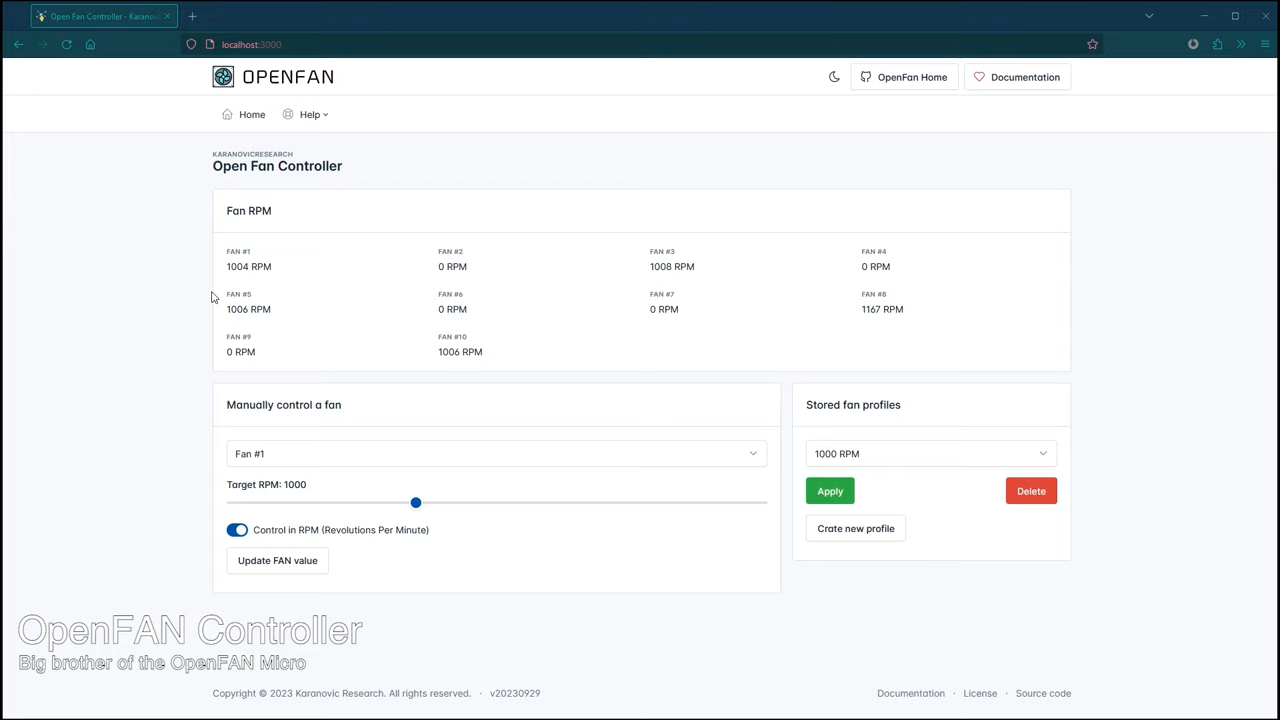 Open Fan Controller - Karanovi
localhost:3000
OPENFAN
OpenFan Home
Documentation
Home
Help
KARANOVICRESEARCH
Open Fan Controller
Fan RPM
FAN #1
FAN #2
FAN #3
FAN #4
1004 RPM
0 RPM
1008 RPM
0 RPM
FAN #5
FAN #6
FAN #7
FAN #8
1006 RPM
0 RPM
0 RPM
1167 RPM
FAN #9
FAN #10
0 RPM
1006 RPM
Manually control a fan
Fan #1
Target RPM: 1000
Control in RPM (Revolutions Per Minute)
Update FAN value
Stored fan profiles
1000 RPM
Apply
Delete
Crate new profile
OpenFAN Controller
Big brother of the OpenFAN Micro
Copyright © 2023 Karanovic Research. All rights reserved. · v20230929
Documentation · License · Source code